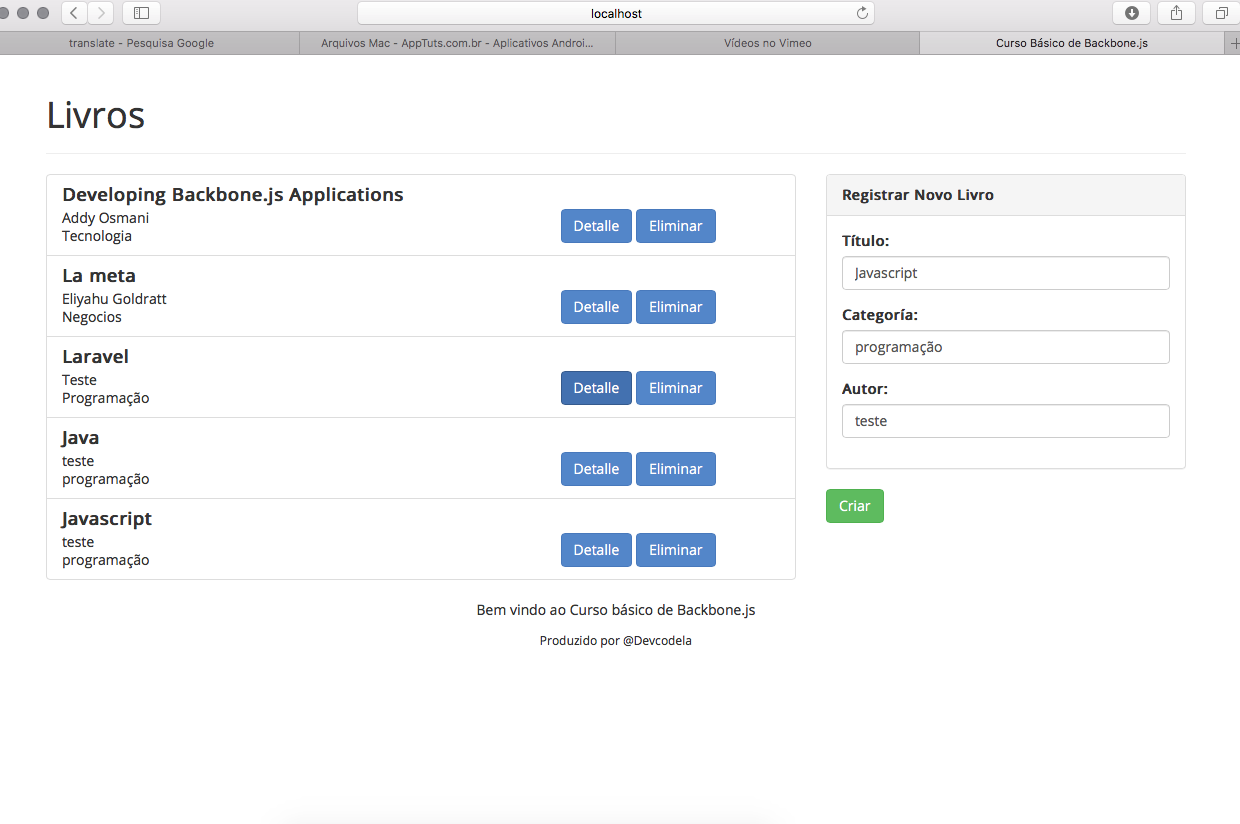 localhost
translate - Pesquisa Google
Arquivos Mac - AppTuts.com.br - Aplicativos Androi...
Vídeos no Vimeo
Curso Básico de Backbone.js
Livros
Developing Backbone.js Applications
Addy Osmani
Tecnologia
Detalle Eliminar
La meta
Eliyahu Goldratt
Negocios
Detalle Eliminar
Laravel
Teste
Programação
Detalle Eliminar
Java
teste
programação
Detalle Eliminar
Javascript
teste
programação
Detalle Eliminar
Registrar Novo Livro
Título:
Javascript
Categoría:
programação
Autor:
teste
Criar
Bem vindo ao Curso básico de Backbone.js
Produzido por @Devcodela